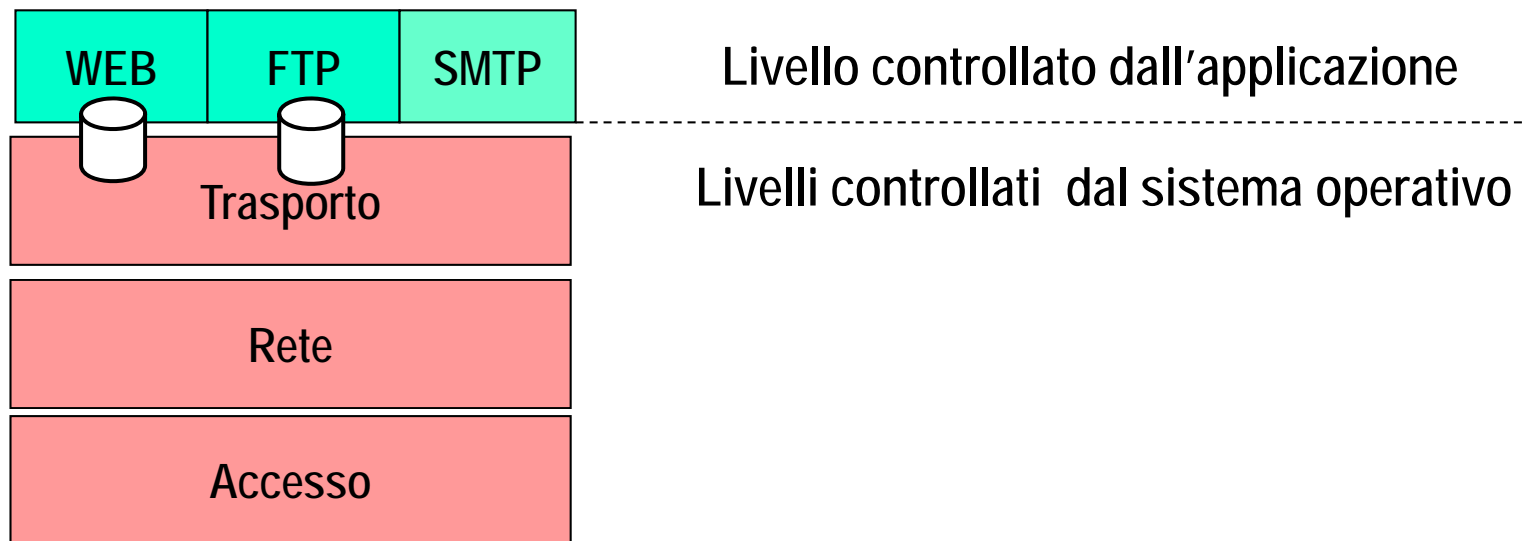 WEB FTP SMTP Livello controllato dall’applicazione
Trasporto Livelli controllati dal sistema operativo
Rete
Accesso